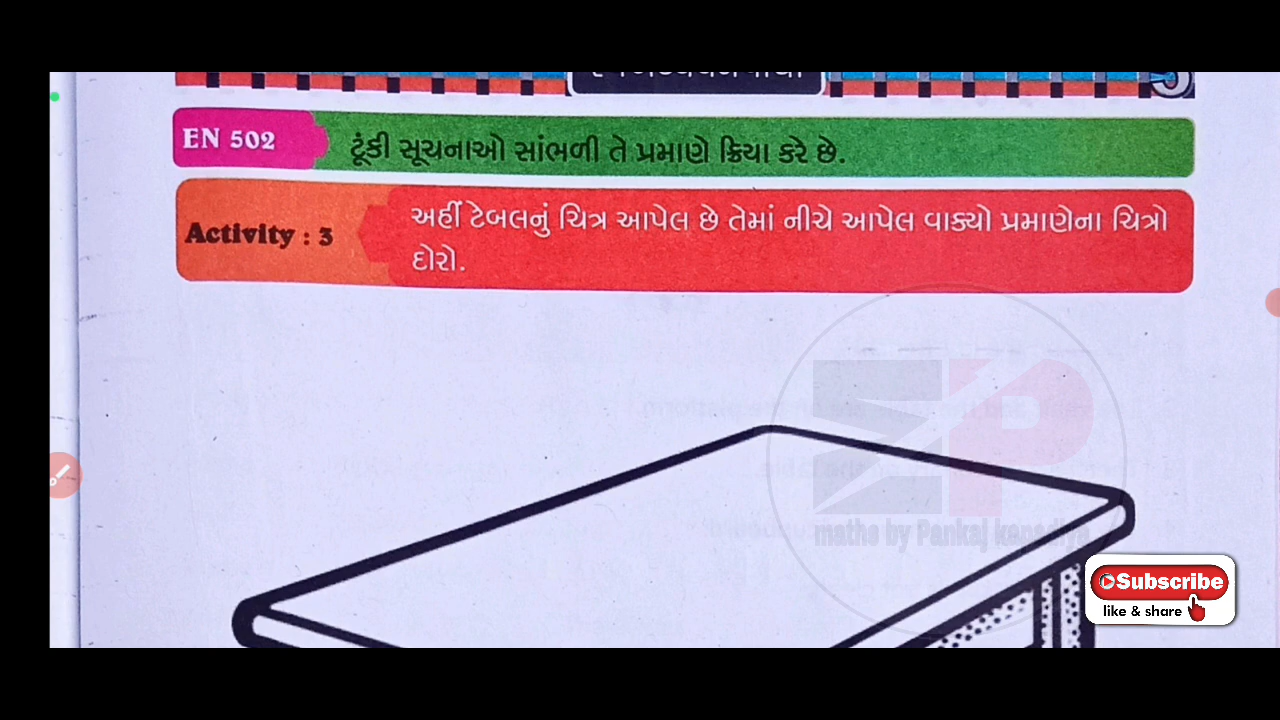 EN 502
ટૂંકી સૂચનાઓ સાંભળી તે પ્રમાણે ક્રિયા કરે છે.
Activity : 3
અહીં ટેબલનું ચિત્ર આપેલ છે તેમાં નીચે આપેલ વાક્યો પ્રમાણેના ચિત્રો
દોરો.
maths by Pankaj kapadiya
Subscribe
like & share